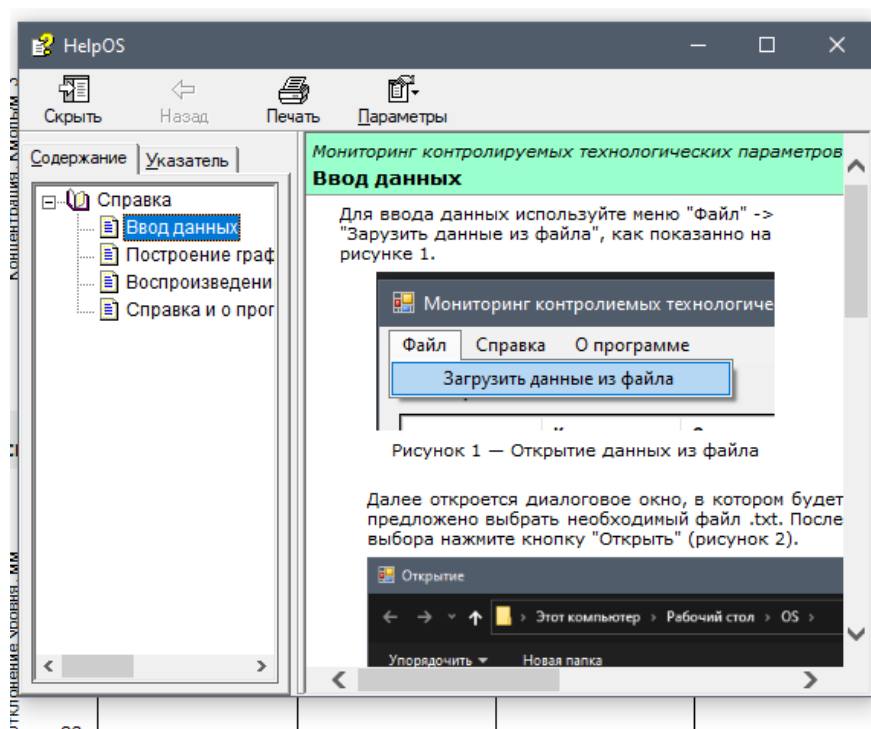 HelpOS
Скрыть
Назад
Печать
Параметры
Содержание
Указатель
Справка
Ввод данных
Построение граф
Воспроизведени
Справка и о прог
Мониторинг контролируемых технологических параметров
Ввод данных
Для ввода данных используйте меню "Файл" ->
"Зарузить данные из файла", как показанно на
рисунке 1.
Мониторинг контролиемых технологиче
Файл Справка О программе
Загрузить данные из файла
Рисунок 1 — Открытие данных из файла
Далее откроется диалоговое окно, в котором будет
предложено выбрать необходимый файл .txt. После
выбора нажмите кнопку "Открыть" (рисунок 2).
Открытие
Этот компьютер › Рабочий стол › OS ›
Упорядочить Новая папка
Концентрация
уровня, мм